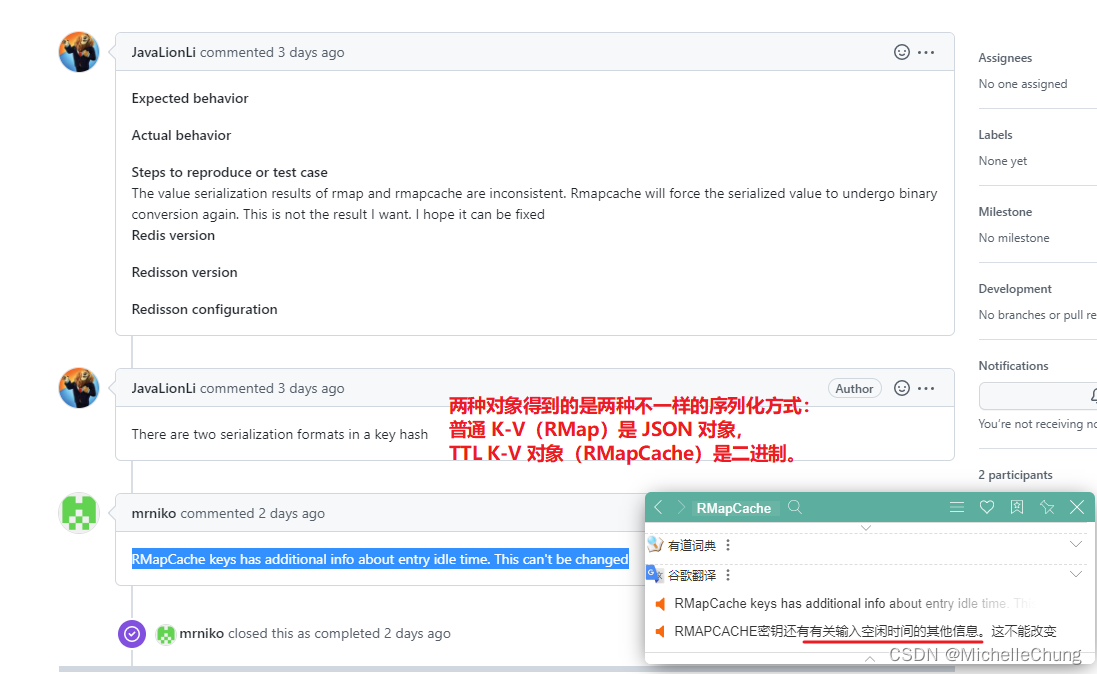 JavaLionLi commented 3 days ago
Expected behavior
Actual behavior
Steps to reproduce or test case
The value serialization results of rmap and rmapcache are inconsistent. Rmapcache will force the serialized value to undergo binary
conversion again. This is not the result I want. I hope it can be fixed
Redis version
Redisson version
Redisson configuration
JavaLionLi commented 3 days ago
Author
There are two serialization formats in a key hash
两种对象得到的是两种不一样的序列化方式：
普通 K-V（RMap）是 JSON 对象,
TTL K-V 对象（RMapCache）是二进制。
mrniko commented 2 days ago
RMapCache keys has additional info about entry idle time. This can't be changed
mrniko closed this as completed 2 days ago
Assignees
No one assigned
Labels
None yet
Milestone
No milestone
Development
No branches or pull re
Notifications
You're not receiving no
2 participants
RMapCache
有道词典
谷歌翻译
RMapCache keys has additional info about entry idle time. Th
RMAPCACHE密钥还有有关输入空闲时间的其他信息。这不能改变
CSDN @MichelleChung